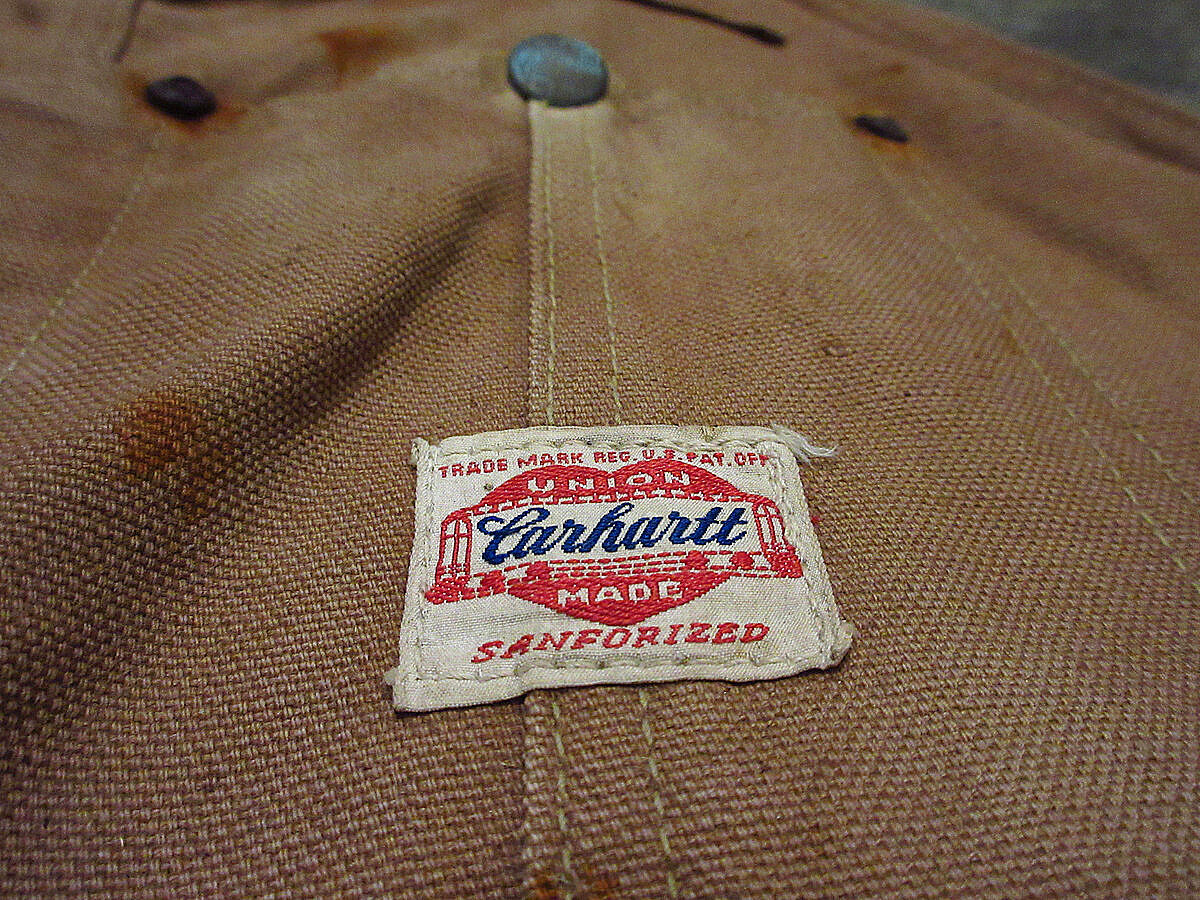 TRADE MARK REG. U.S. PAT. OFF.
UNION
Carhartt
MADE
SANFORIZED